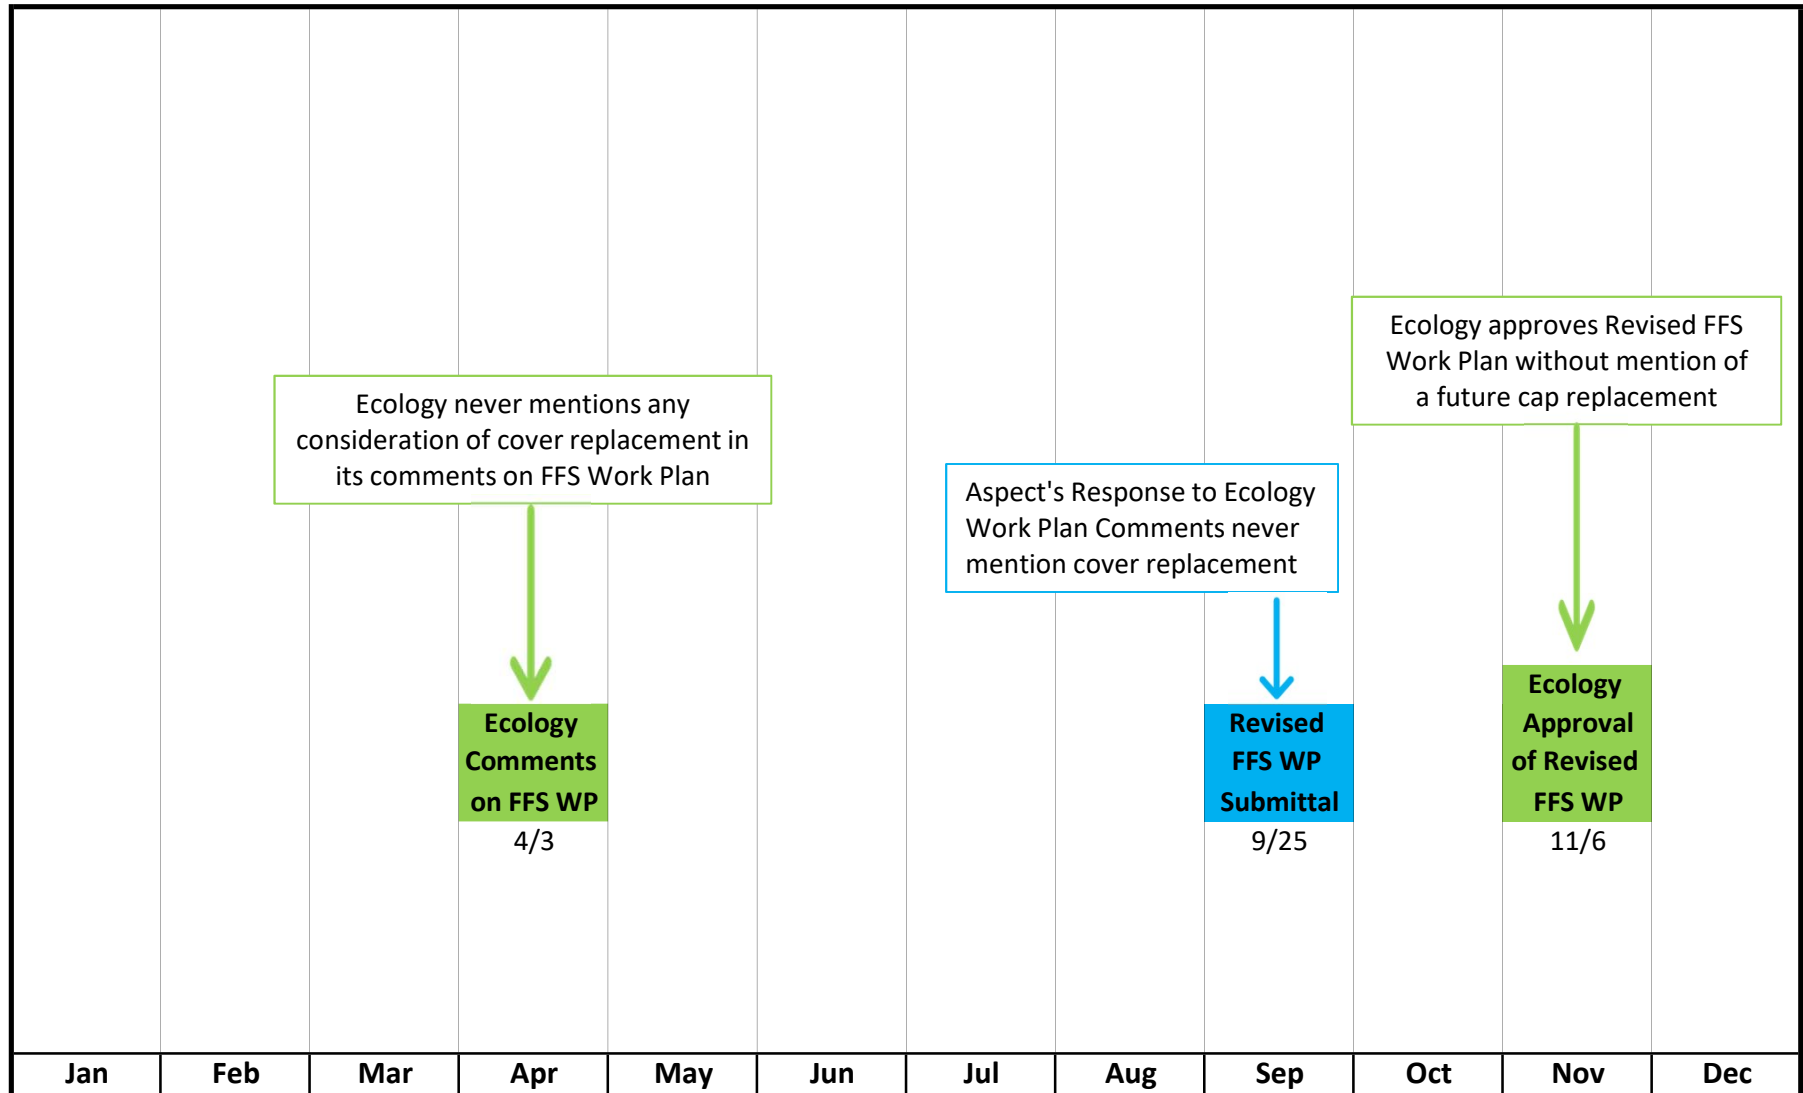 Ecology approves Revised FFS
Work Plan without mention of
a future cap replacement
Ecology never mentions any
consideration of cover replacement in
its comments on FFS Work Plan
Aspect's Response to Ecology
Work Plan Comments never
mention cover replacement
Ecology
Comments
on FFS WP
4/3
Revised
FFS WP
Submittal
9/25
Ecology
Approval
of Revised
FFS WP
11/6
Jan Feb Mar Apr May Jun Jul Aug Sep Oct Nov Dec